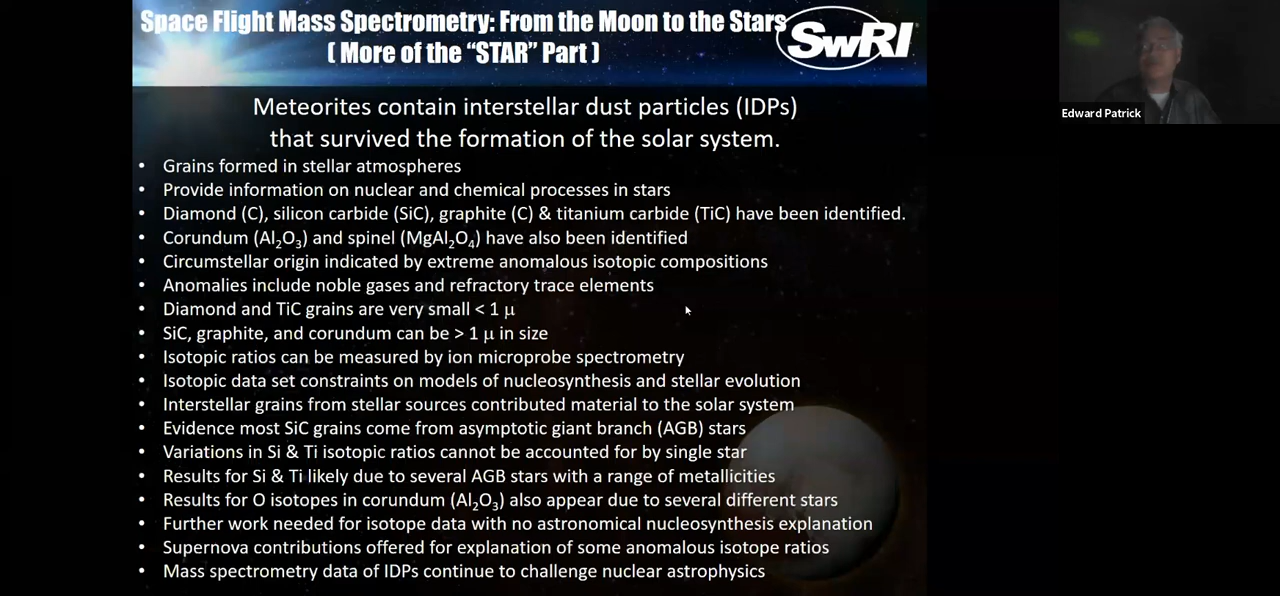 Space Flight Mass Spectrometry: From the Moon to the Stars
( More of the “STAR” Part )
SwRI
Edward Patrick
Meteorites contain interstellar dust particles (IDPs)
that survived the formation of the solar system.
• Grains formed in stellar atmospheres
• Provide information on nuclear and chemical processes in stars
• Diamond (C), silicon carbide (SiC), graphite (C) & titanium carbide (TiC) have been identified.
• Corundum (Al₂O₃) and spinel (MgAl₂O₄) have also been identified
• Circumstellar origin indicated by extreme anomalous isotopic compositions
• Anomalies include noble gases and refractory trace elements
• Diamond and TiC grains are very small < 1 µ
• SiC, graphite, and corundum can be > 1 µ in size
• Isotopic ratios can be measured by ion microprobe spectrometry
• Isotopic data set constraints on models of nucleosynthesis and stellar evolution
• Interstellar grains from stellar sources contributed material to the solar system
• Evidence most SiC grains come from asymptotic giant branch (AGB) stars
• Variations in Si & Ti isotopic ratios cannot be accounted for by single star
• Results for Si & Ti likely due to several AGB stars with a range of metallicities
• Results for O isotopes in corundum (Al₂O₃) also appear due to several different stars
• Further work needed for isotope data with no astronomical nucleosynthesis explanation
• Supernova contributions offered for explanation of some anomalous isotope ratios
• Mass spectrometry data of IDPs continue to challenge nuclear astrophysics